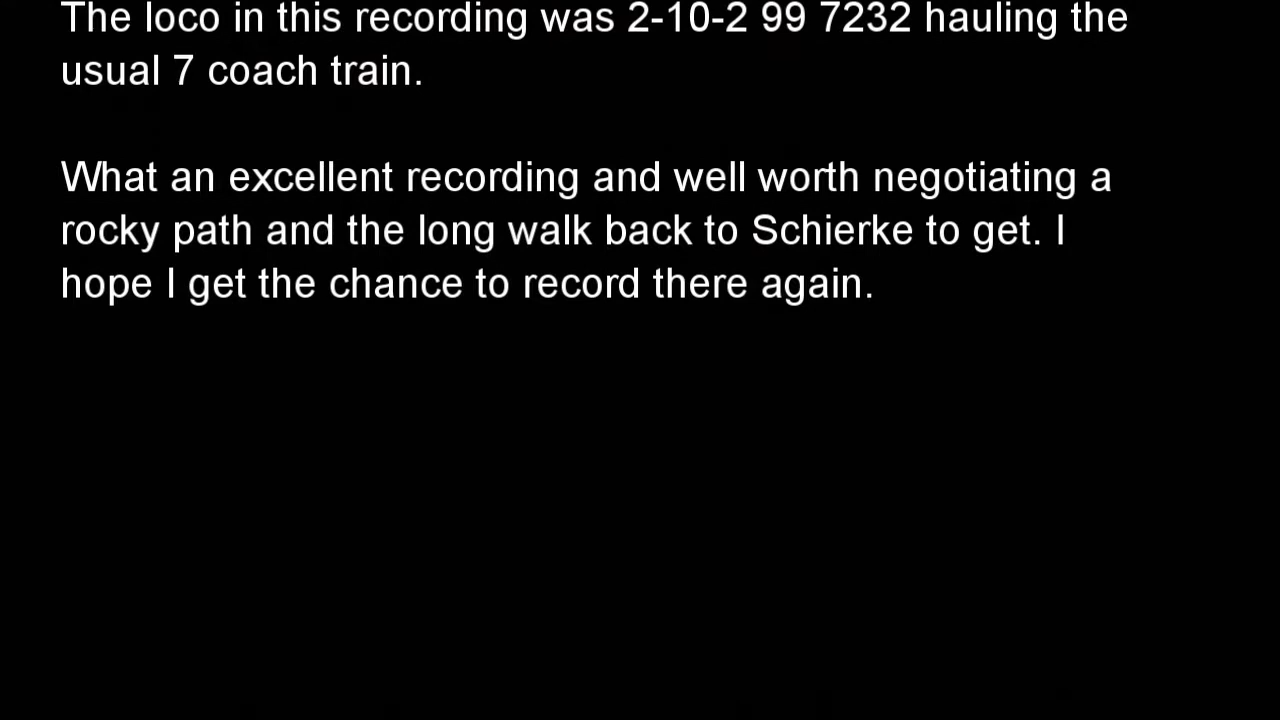 The loco in this recording was 2-10-2 99 7232 hauling the
usual 7 coach train.
What an excellent recording and well worth negotiating a
rocky path and the long walk back to Schierke to get. I
hope I get the chance to record there again.